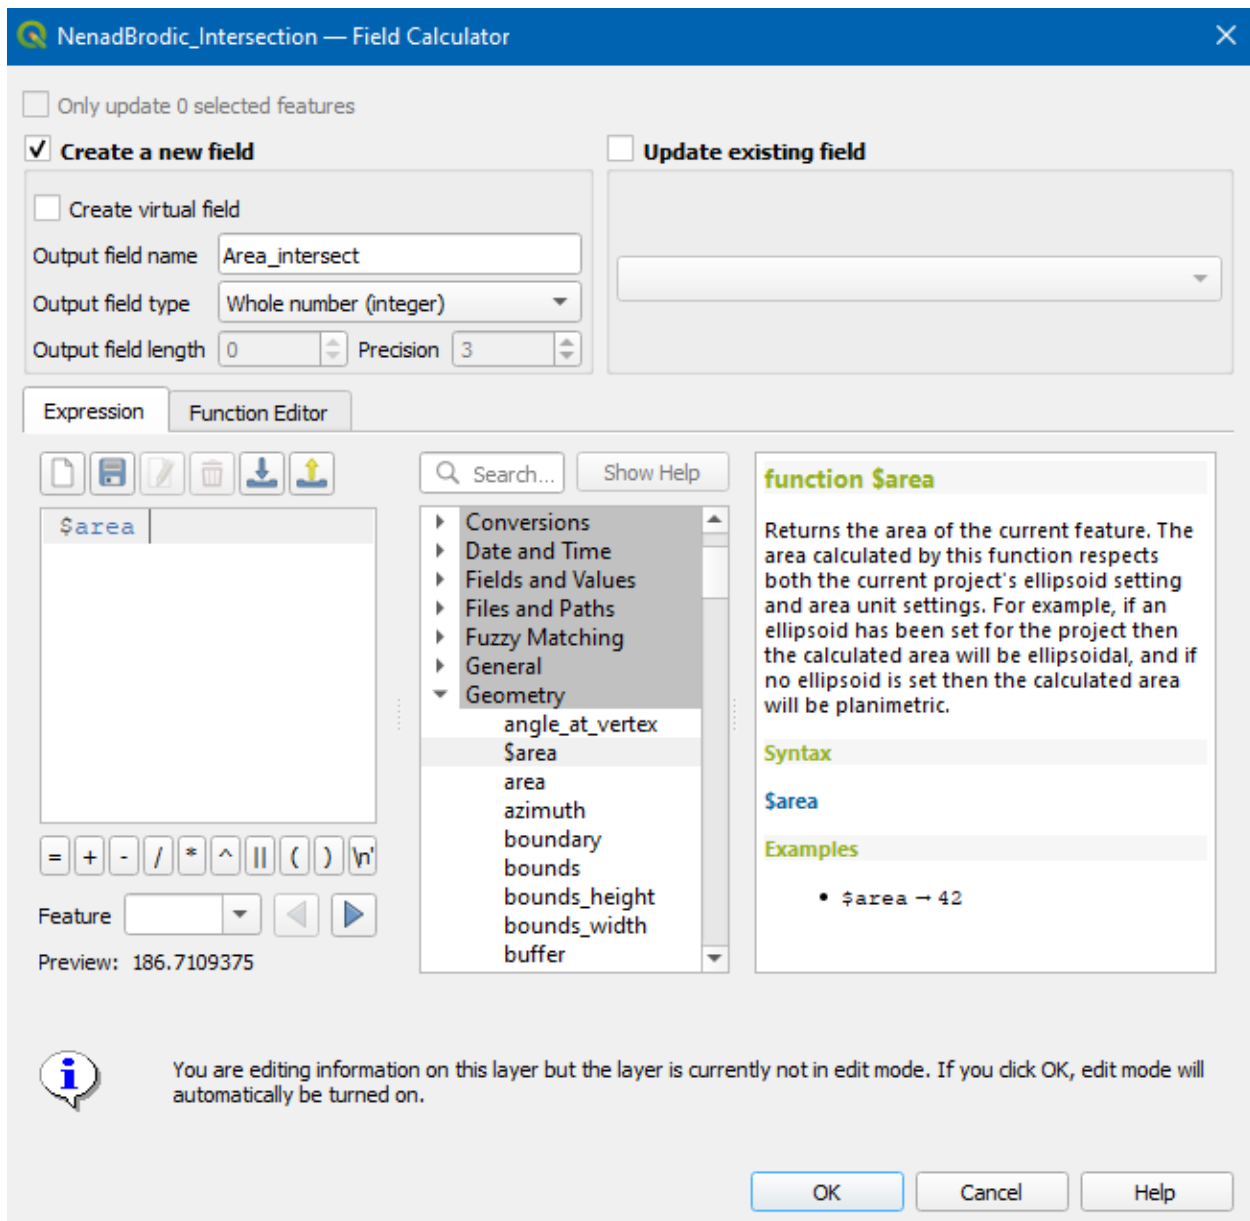 NenadBrodic_Intersection — Field Calculator
Only update 0 selected features
Create a new field
Update existing field
Create virtual field
Output field name Area_intersect
Output field type Whole number (integer)
Output field length 0 Precision 3
Expression Function Editor
Search... Show Help
$area
Conversions
Date and Time
Fields and Values
Files and Paths
Fuzzy Matching
General
Geometry
angle_at_vertex
$area
area
azimuth
boundary
bounds
bounds_height
bounds_width
buffer
function $area
Returns the area of the current feature. The
area calculated by this function respects
both the current project's ellipsoid setting
and area unit settings. For example, if an
ellipsoid has been set for the project then
the calculated area will be ellipsoidal, and if
no ellipsoid is set then the calculated area
will be planimetric.
Syntax
$area
Examples
• $area → 42
= + - / * ^ || ( ) \n'
Feature
Preview: 186.7109375
You are editing information on this layer but the layer is currently not in edit mode. If you click OK, edit mode will
automatically be turned on.
OK Cancel Help